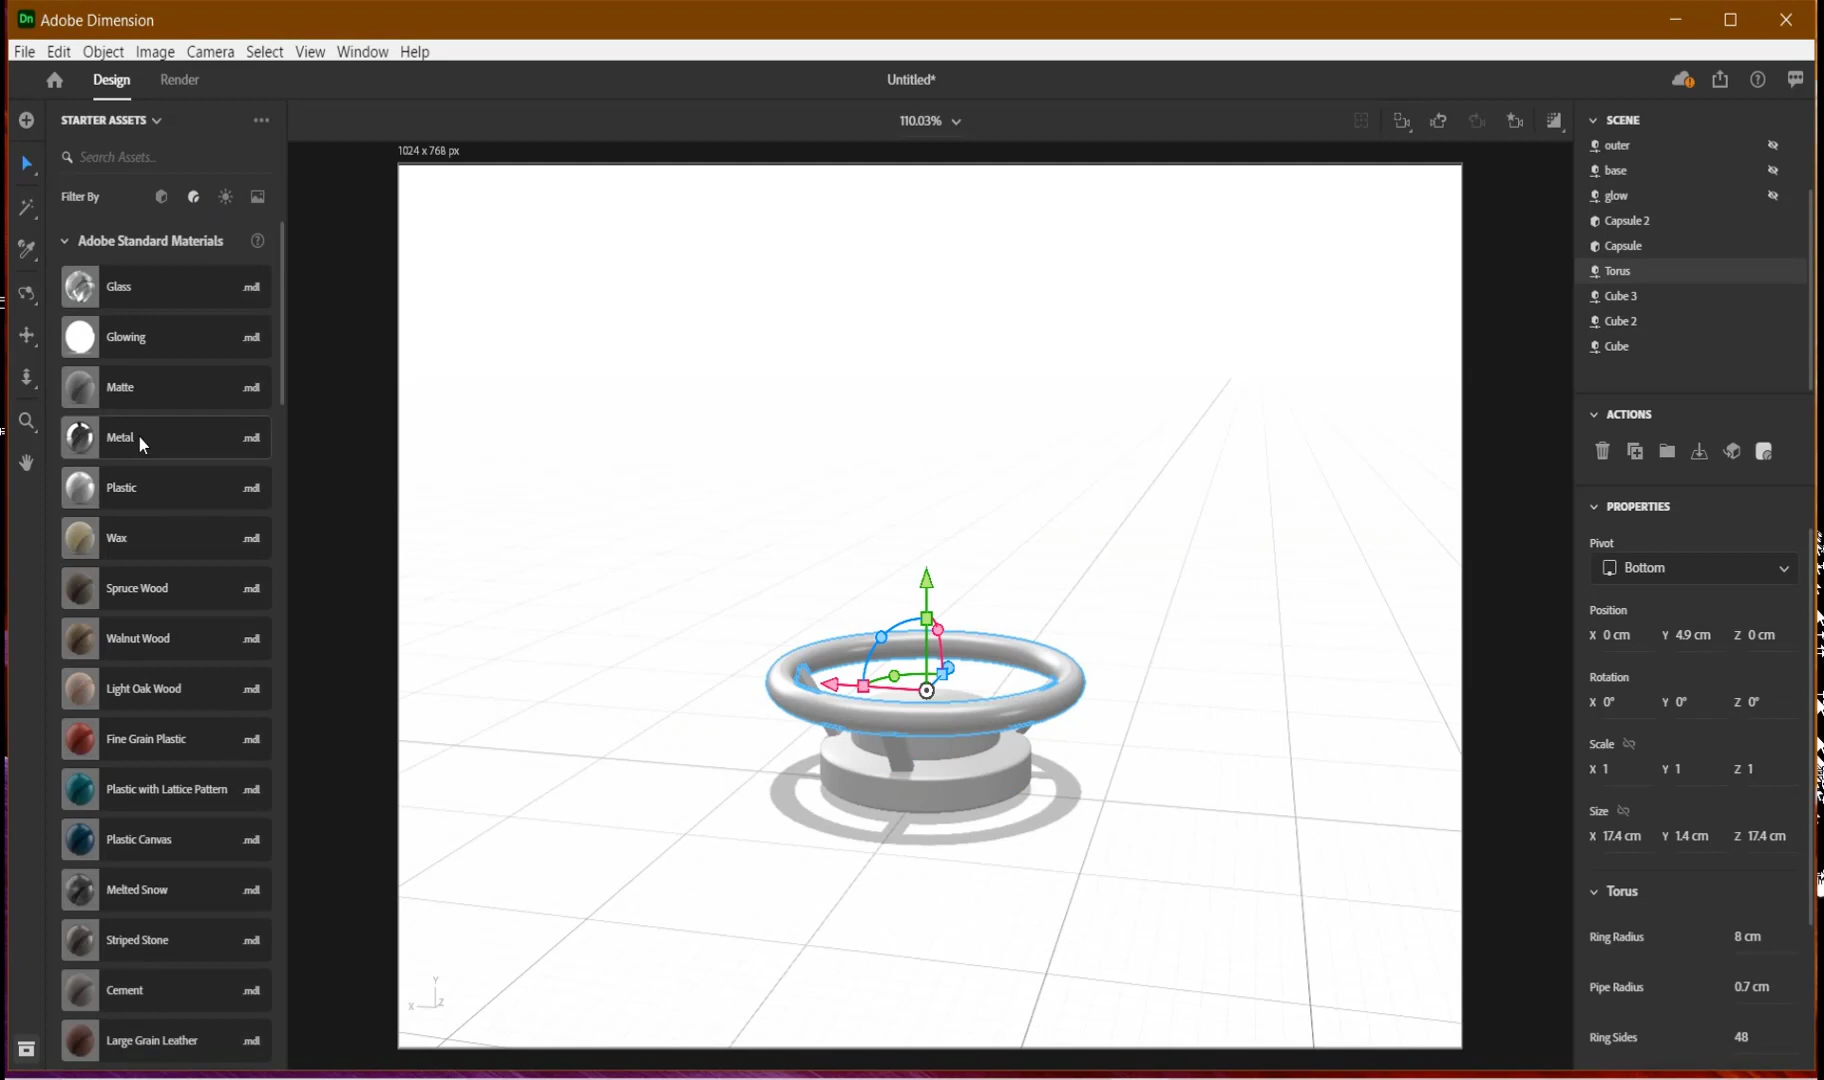 Dn Adobe Dimension
File Edit Object Image Camera Select View Window Help
Design Render Untitled*
STARTER ASSETS
Search Assets...
Filter By
Adobe Standard Materials
Glass .mdl
Glowing .mdl
Matte .mdl
Metal .mdl
Plastic .mdl
Wax .mdl
Spruce Wood .mdl
Walnut Wood .mdl
Light Oak Wood .mdl
Fine Grain Plastic .mdl
Plastic with Lattice Pattern .mdl
Plastic Canvas .mdl
Melted Snow .mdl
Striped Stone .mdl
Cement .mdl
Large Grain Leather .mdl
110.03%
1024 x 768 px
Y
X Z
SCENE
outer
base
glow
Capsule 2
Capsule
Torus
Cube 3
Cube 2
Cube
ACTIONS
PROPERTIES
Pivot
Bottom
Position
X 0 cm Y 4.9 cm Z 0 cm
Rotation
X 0° Y 0° Z 0°
Scale
X 1 Y 1 Z 1
Size
X 17.4 cm Y 1.4 cm Z 17.4 cm
Torus
Ring Radius 8 cm
Pipe Radius 0.7 cm
Ring Sides 48